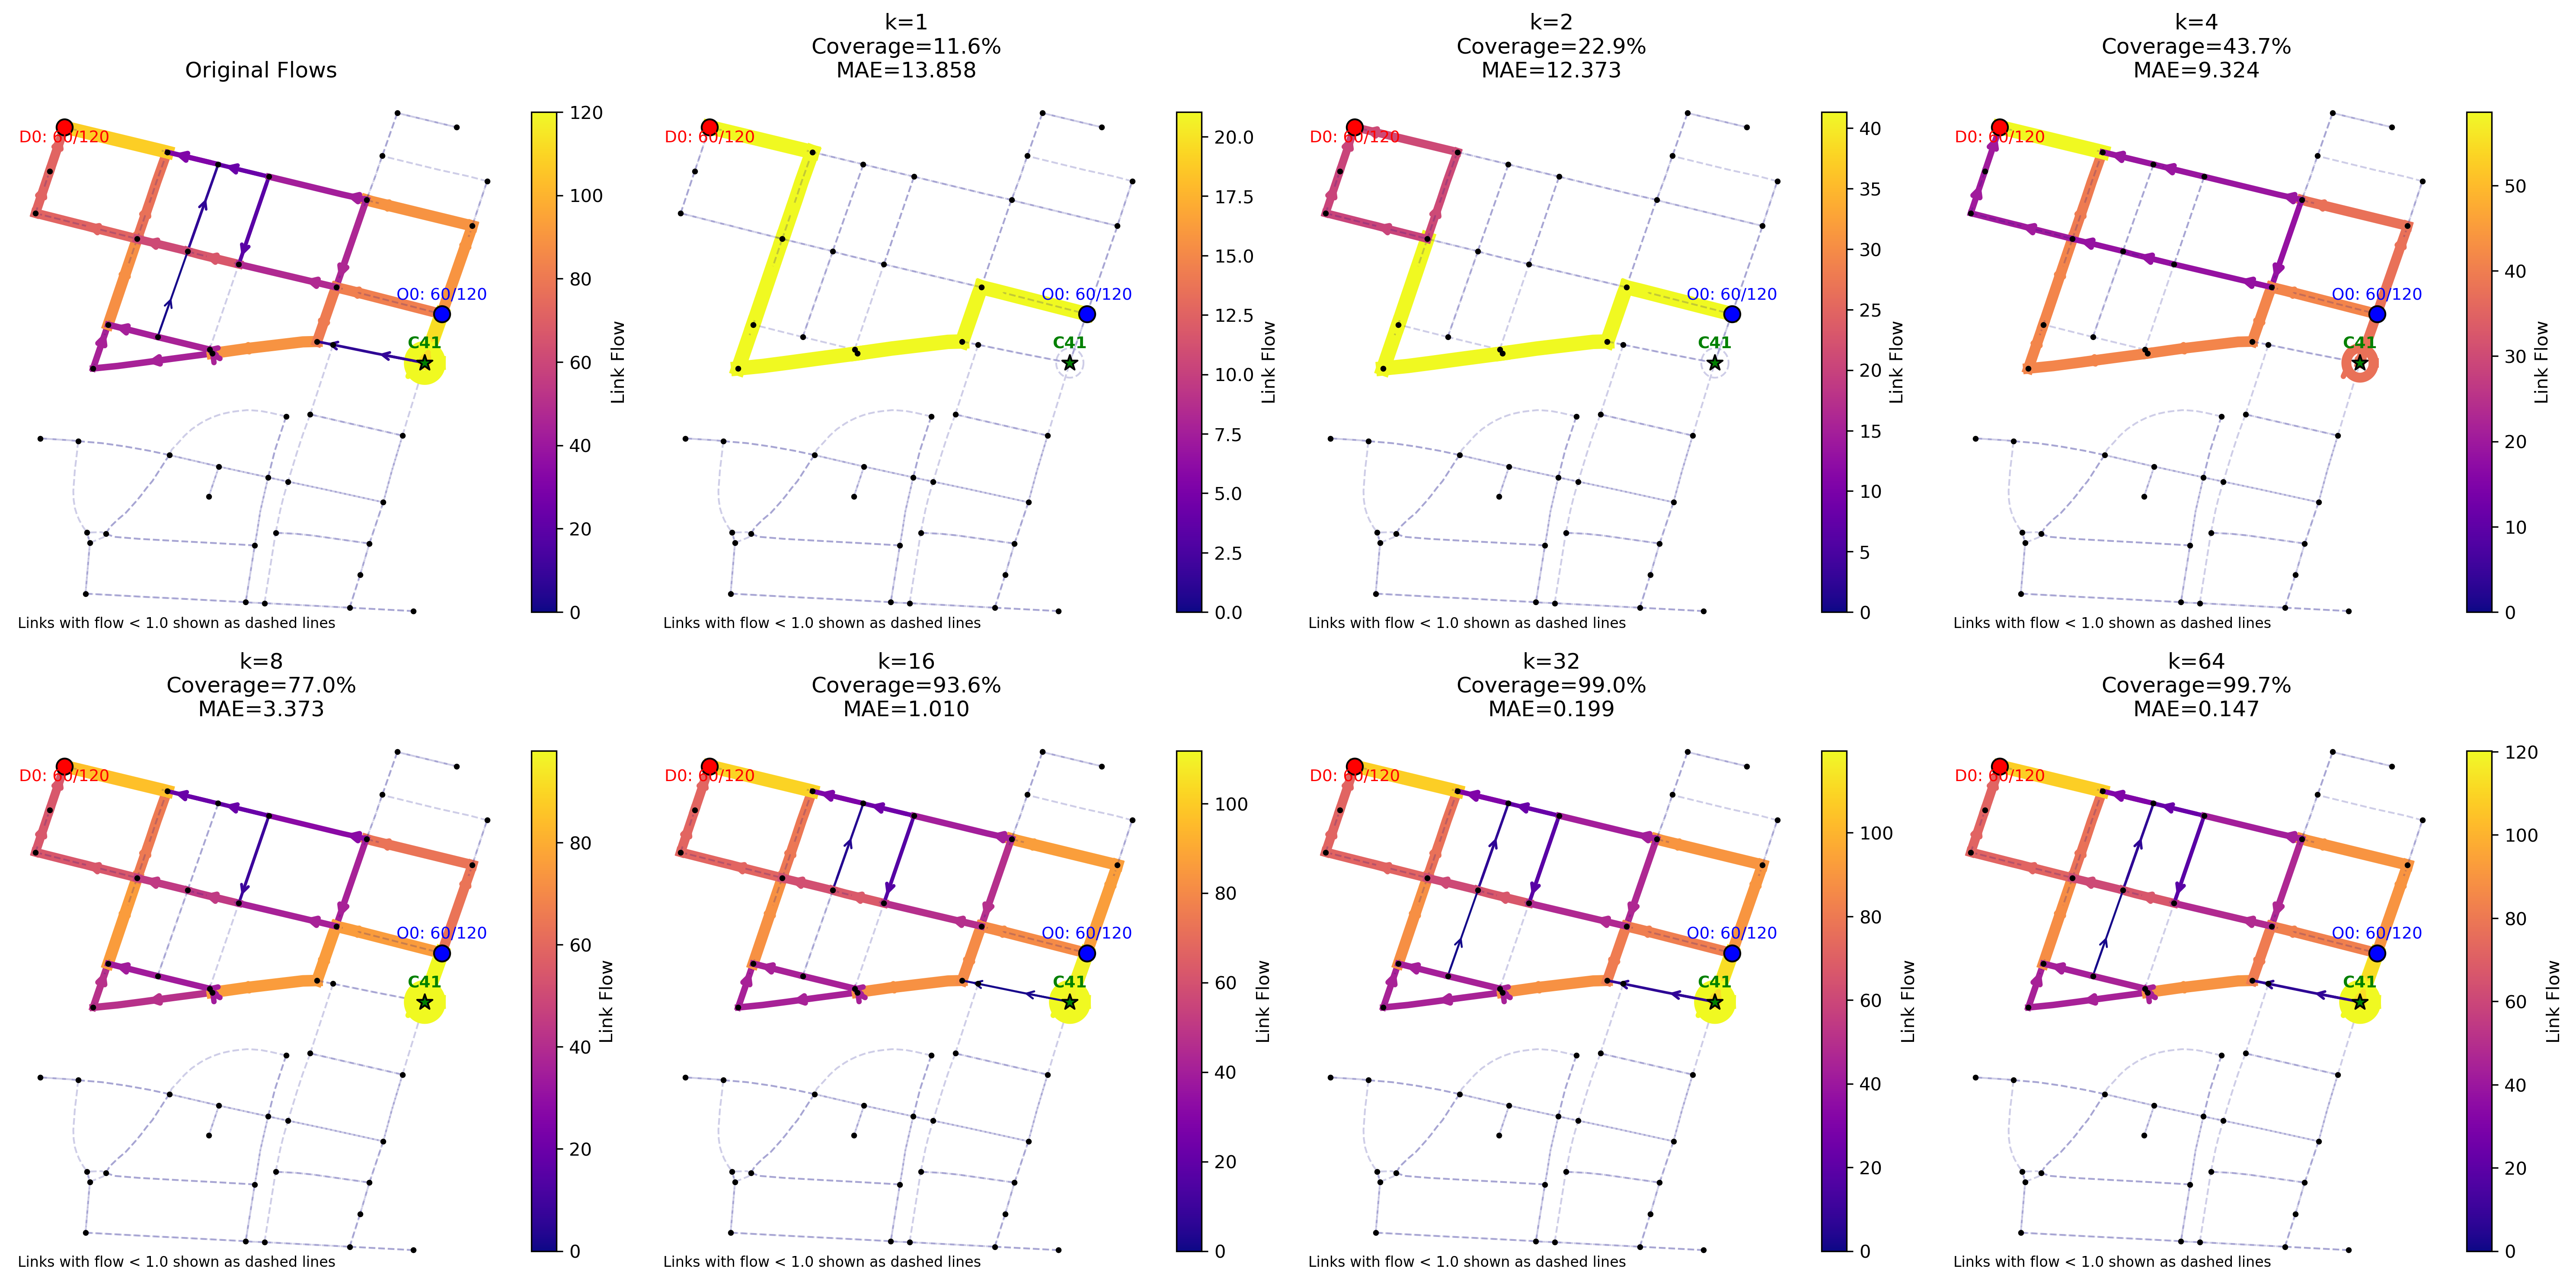 Original Flows
D0: 60/120
O0: 60/120
C41
120
100
80
60
40
20
0
Link Flow
Links with flow < 1.0 shown as dashed lines
k=1
Coverage=11.6%
MAE=13.858
D0: 60/120
O0: 60/120
C41
20.0
17.5
15.0
12.5
10.0
7.5
5.0
2.5
0.0
Link Flow
Links with flow < 1.0 shown as dashed lines
k=2
Coverage=22.9%
MAE=12.373
D0: 60/120
O0: 60/120
C41
40
35
30
25
20
15
10
5
0
Link Flow
Links with flow < 1.0 shown as dashed lines
k=4
Coverage=43.7%
MAE=9.324
D0: 60/120
O0: 60/120
C41
50
40
30
20
10
0
Link Flow
Links with flow < 1.0 shown as dashed lines
k=8
Coverage=77.0%
MAE=3.373
D0: 60/120
O0: 60/120
C41
80
60
40
20
0
Link Flow
Links with flow < 1.0 shown as dashed lines
k=16
Coverage=93.6%
MAE=1.010
D0: 60/120
O0: 60/120
C41
100
80
60
40
20
0
Link Flow
Links with flow < 1.0 shown as dashed lines
k=32
Coverage=99.0%
MAE=0.199
D0: 60/120
O0: 60/120
C41
100
80
60
40
20
0
Link Flow
Links with flow < 1.0 shown as dashed lines
k=64
Coverage=99.7%
MAE=0.147
D0: 60/120
O0: 60/120
C41
120
100
80
60
40
20
0
Link Flow
Links with flow < 1.0 shown as dashed lines